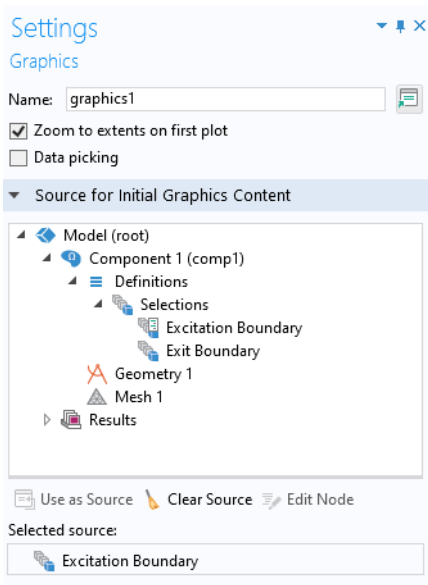 Settings
Graphics
Name: graphics1
Zoom to extents on first plot
Data picking
Source for Initial Graphics Content
Model (root)
Component 1 (comp1)
Definitions
Selections
Excitation Boundary
Exit Boundary
Geometry 1
Mesh 1
Results
Use as Source Clear Source Edit Node
Selected source:
Excitation Boundary